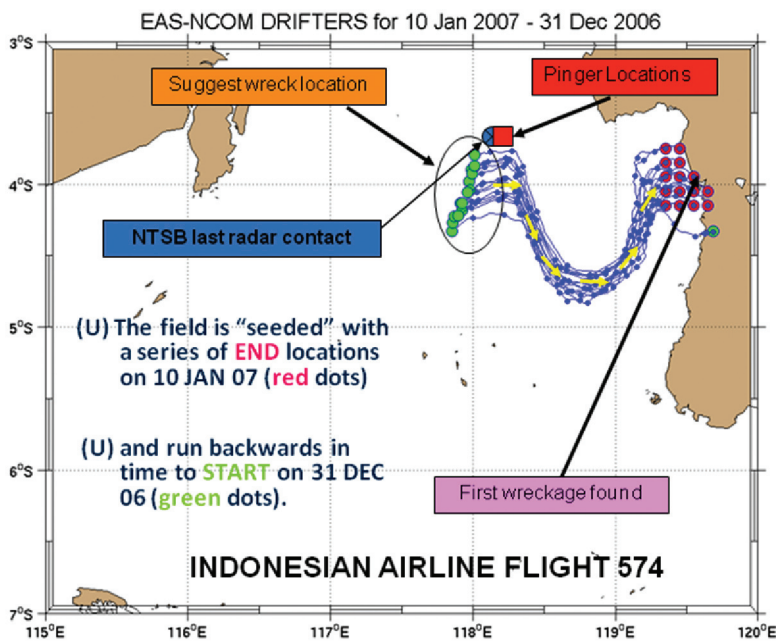 EAS-NCOM DRIFTERS for 10 Jan 2007 - 31 Dec 2006
3°S
Suggest wreck location
Pinger Locations
4°S
NTSB last radar contact
5°S
(U) The field is “seeded” with
a series of END locations
on 10 JAN 07 (red dots)
(U) and run backwards in
time to START on 31 DEC
06 (green dots).
6°S
First wreckage found
INDONESIAN AIRLINE FLIGHT 574
7°S
115°E 116°E 117°E 118°E 119°E 120°E